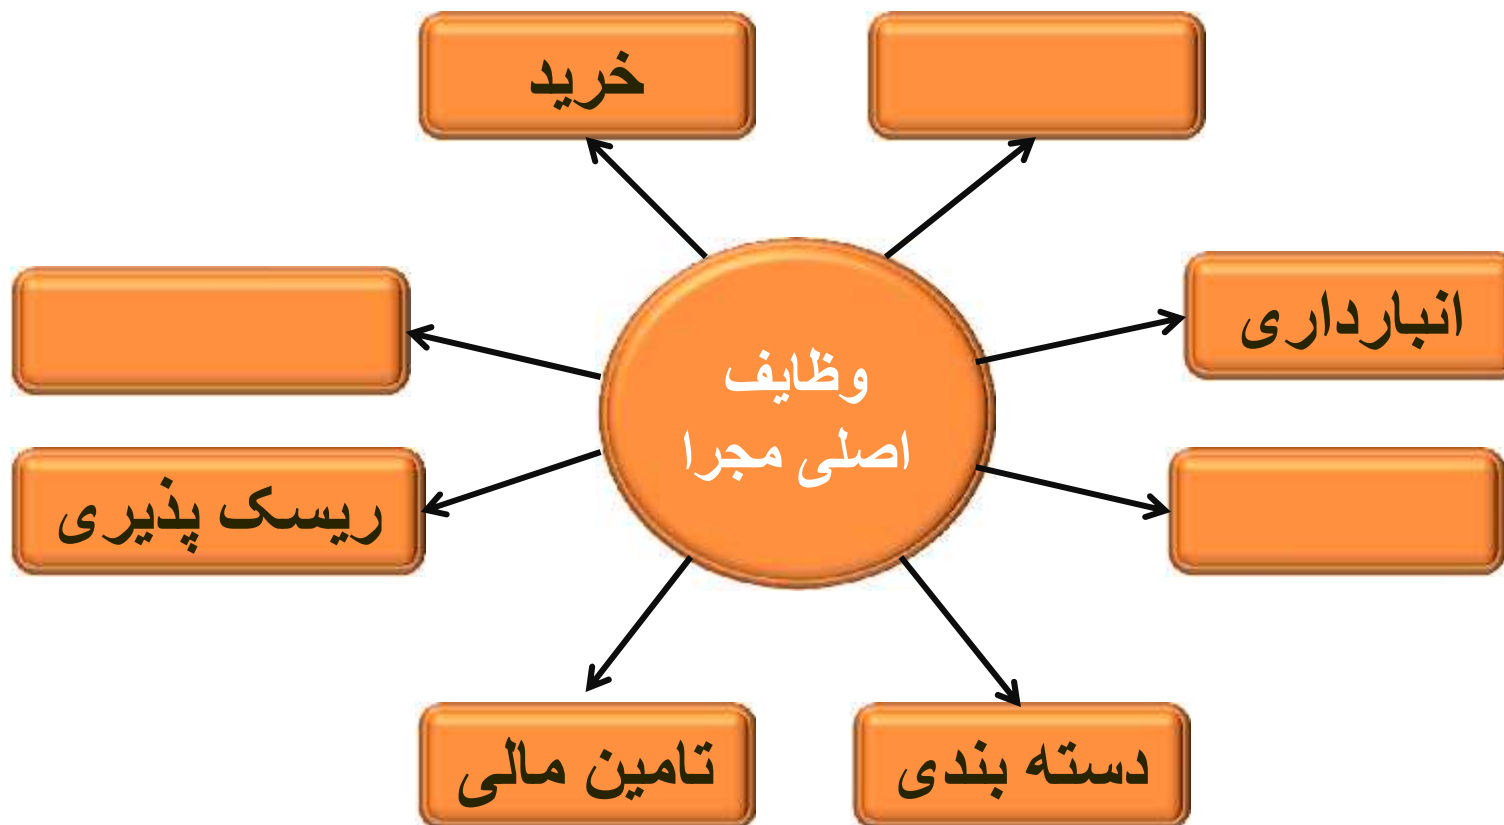 خرید
انبارداری
وظایف
اصلی مجرا
ریسک پذیری
تامین مالی
دسته بندی